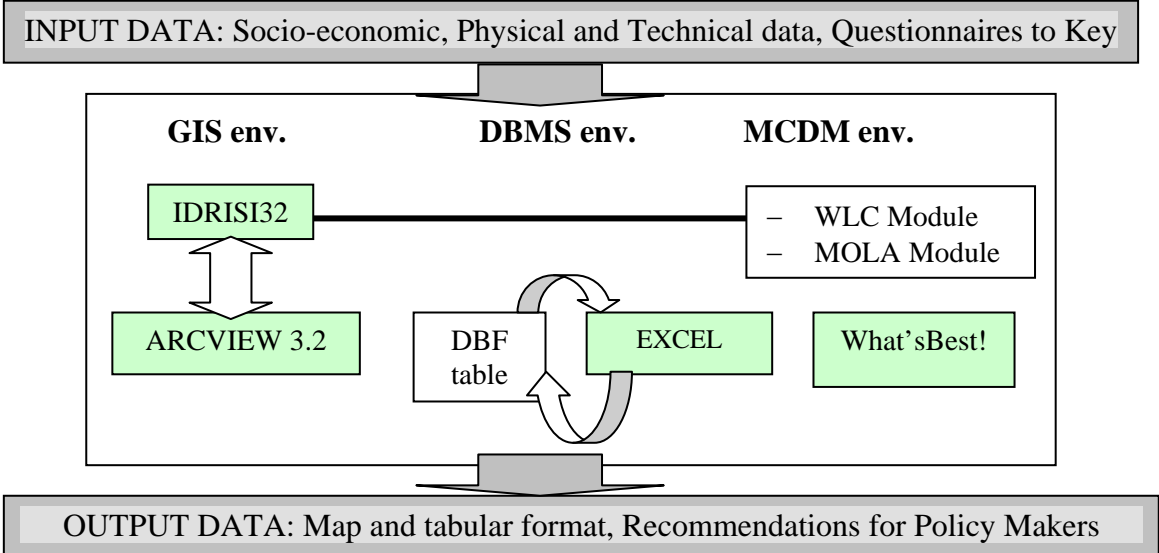 INPUT DATA: Socio-economic, Physical and Technical data, Questionnaires to Key
GIS env.
DBMS env.
MCDM env.
IDRISI32
– WLC Module
– MOLA Module
ARCVIEW 3.2
DBF
table
EXCEL
What'sBest!
OUTPUT DATA: Map and tabular format, Recommendations for Policy Makers